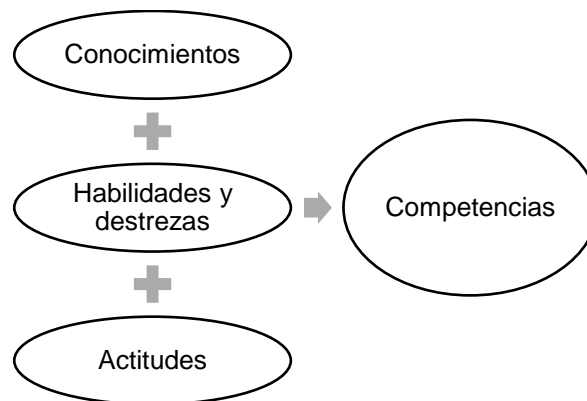 Conocimientos
Habilidades y
destrezas
Competencias
Actitudes